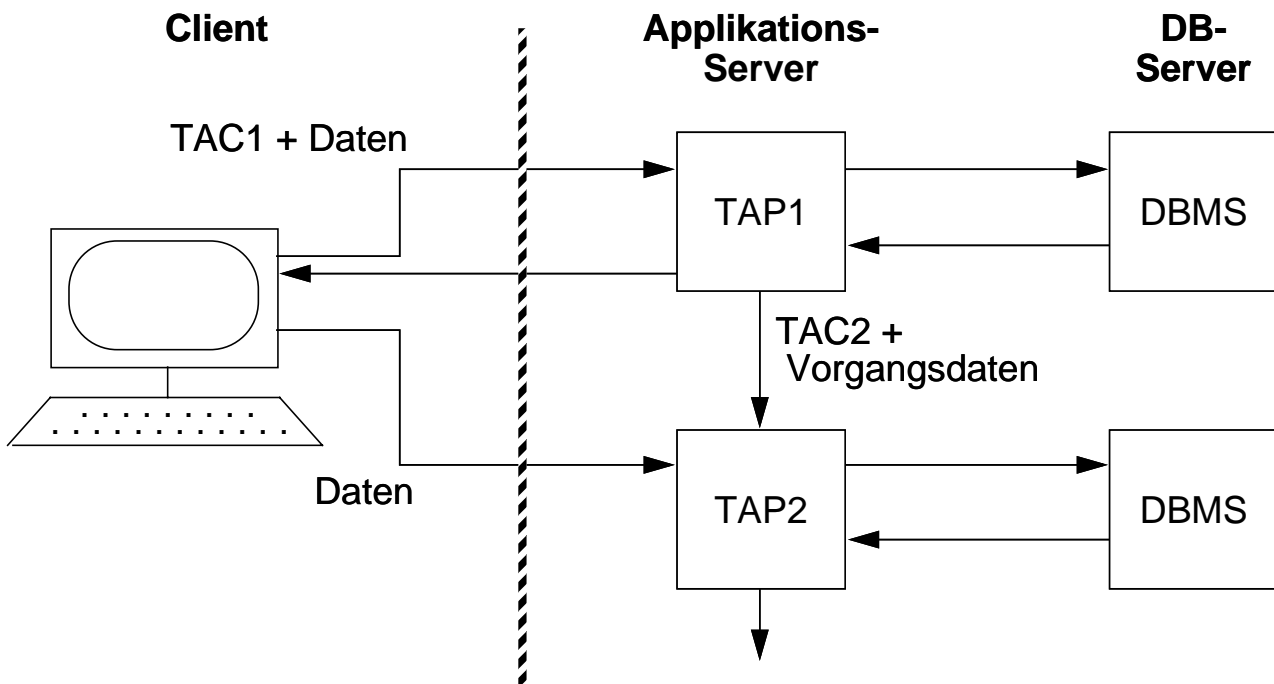 Client
Applikations-
Server
DB-
Server
TAC1 + Daten
TAP1
DBMS
TAC2 +
Vorgangsdaten
Daten
TAP2
DBMS